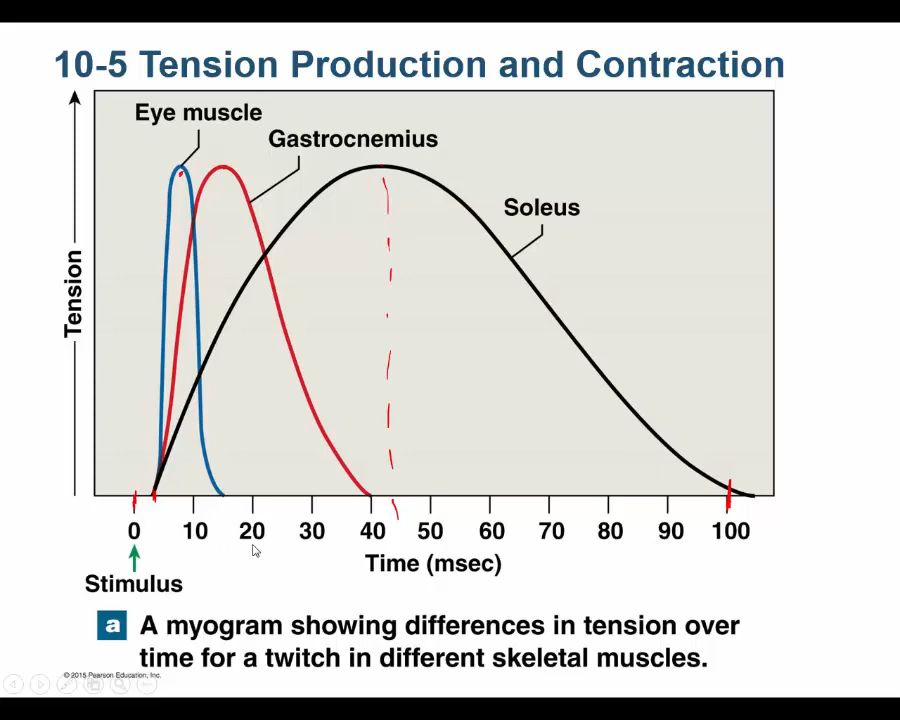 10-5 Tension Production and Contraction
Eye muscle
Gastrocnemius
Soleus
Tension
0 10 20 30 40 50 60 70 80 90 100
Time (msec)
Stimulus
a A myogram showing differences in tension over
time for a twitch in different skeletal muscles.
© 2015 Pearson Education, Inc.